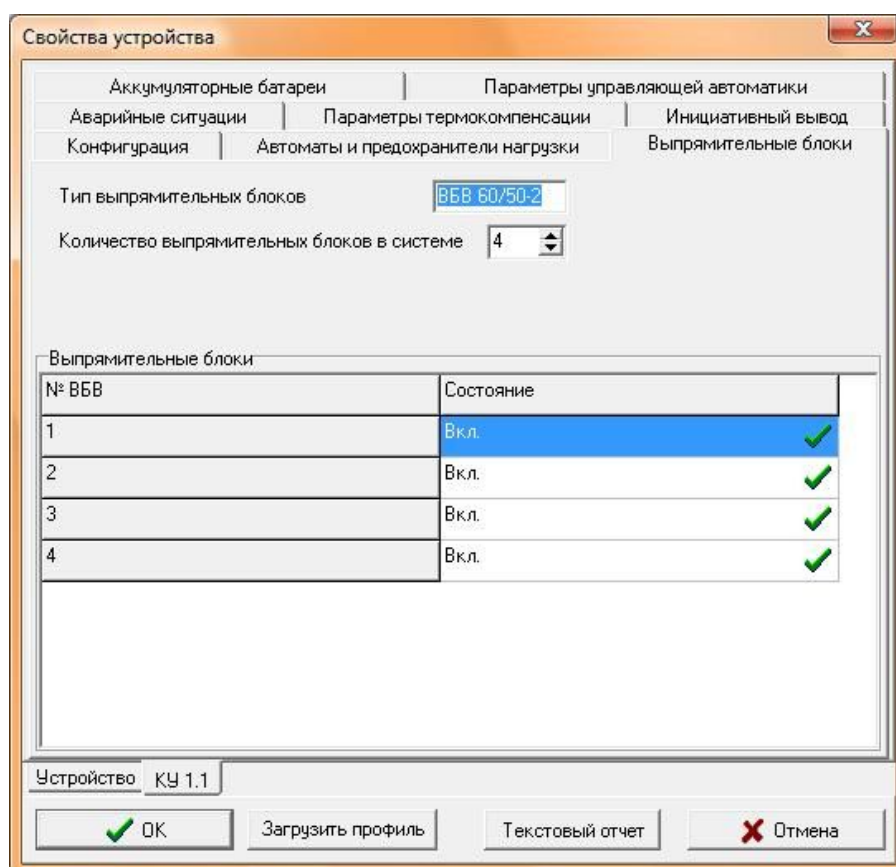 Свойства устройства
Аккумуляторные батареи Параметры управляющей автоматики
Аварийные ситуации Параметры термокомпенсации Инициативный вывод
Конфигурация Автоматы и предохранители нагрузки Выпрямительные блоки
Тип выпрямительных блоков ВБВ 60/50-2
Количество выпрямительных блоков в системе 4
Выпрямительные блоки
№ ВБВ Состояние
1 Вкл.
2 Вкл.
3 Вкл.
4 Вкл.
Устройство КУ 1.1
OK Загрузить профиль Текстовый отчет Отмена